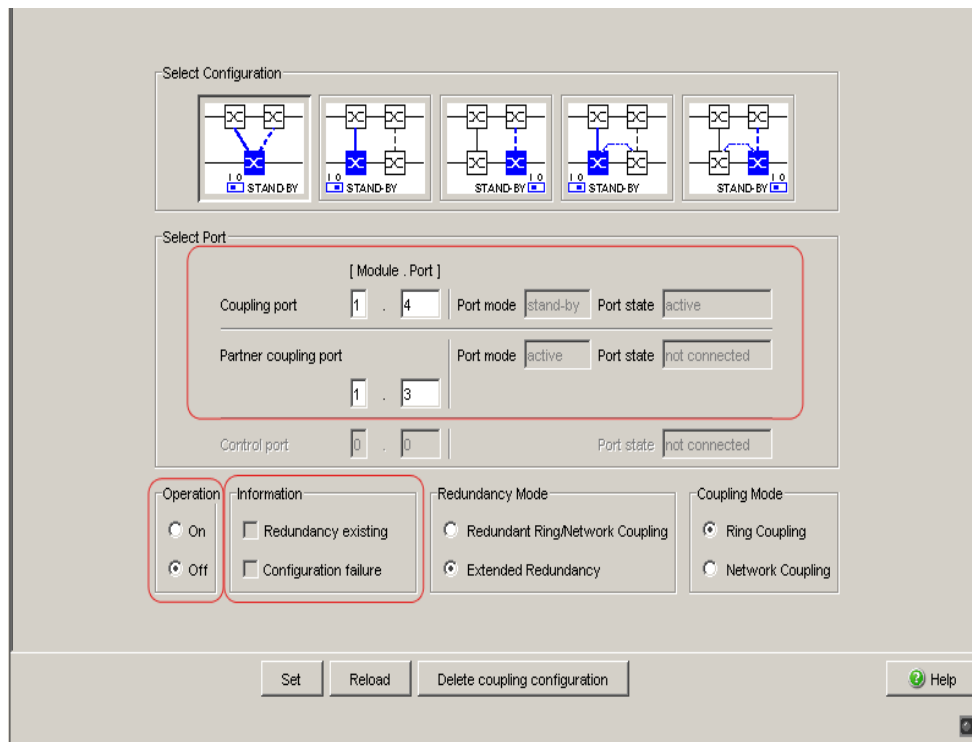 Select Configuration
I 0 STAND-BY
I 0 STAND-BY
STAND-BY I 0
I 0 STAND-BY
STAND-BY I 0
Select Port
[ Module . Port ]
Coupling port 1 . 4 Port mode stand-by Port state active
Partner coupling port Port mode active Port state not connected
1 . 3
Control port 0 . 0 Port state not connected
Operation Information Redundancy Mode Coupling Mode
On Redundancy existing Redundant Ring/Network Coupling Ring Coupling
Off Configuration failure Extended Redundancy Network Coupling
Set Reload Delete coupling configuration Help